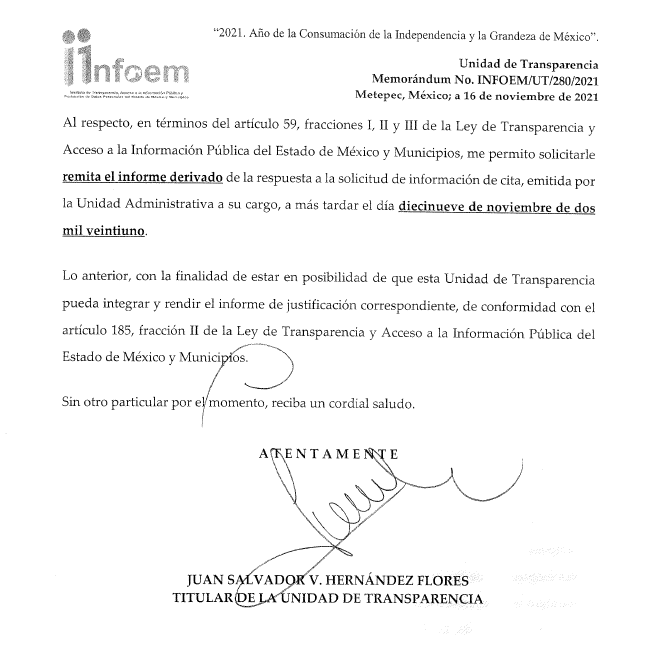 “2021. Año de la Consumación de la Independencia y la Grandeza de México”.
infoem
Instituto de Transparencia, Acceso a la Información Pública y
Protección de Datos Personales del Estado de México y Municipios
Unidad de Transparencia
Memorándum No. INFOEM/UT/280/2021
Metepec, México; a 16 de noviembre de 2021
Al respecto, en términos del artículo 59, fracciones I, II y III de la Ley de Transparencia y
Acceso a la Información Pública del Estado de México y Municipios, me permito solicitarle
remita el informe derivado de la respuesta a la solicitud de información de cita, emitida por
la Unidad Administrativa a su cargo, a más tardar el día diecinueve de noviembre de dos
mil veintiuno.
Lo anterior, con la finalidad de estar en posibilidad de que esta Unidad de Transparencia
pueda integrar y rendir el informe de justificación correspondiente, de conformidad con el
artículo 185, fracción II de la Ley de Transparencia y Acceso a la Información Pública del
Estado de México y Municipios.
Sin otro particular por el momento, reciba un cordial saludo.
ATENTAMENTE
JUAN SALVADOR V. HERNÁNDEZ FLORES
TITULAR DE LA UNIDAD DE TRANSPARENCIA